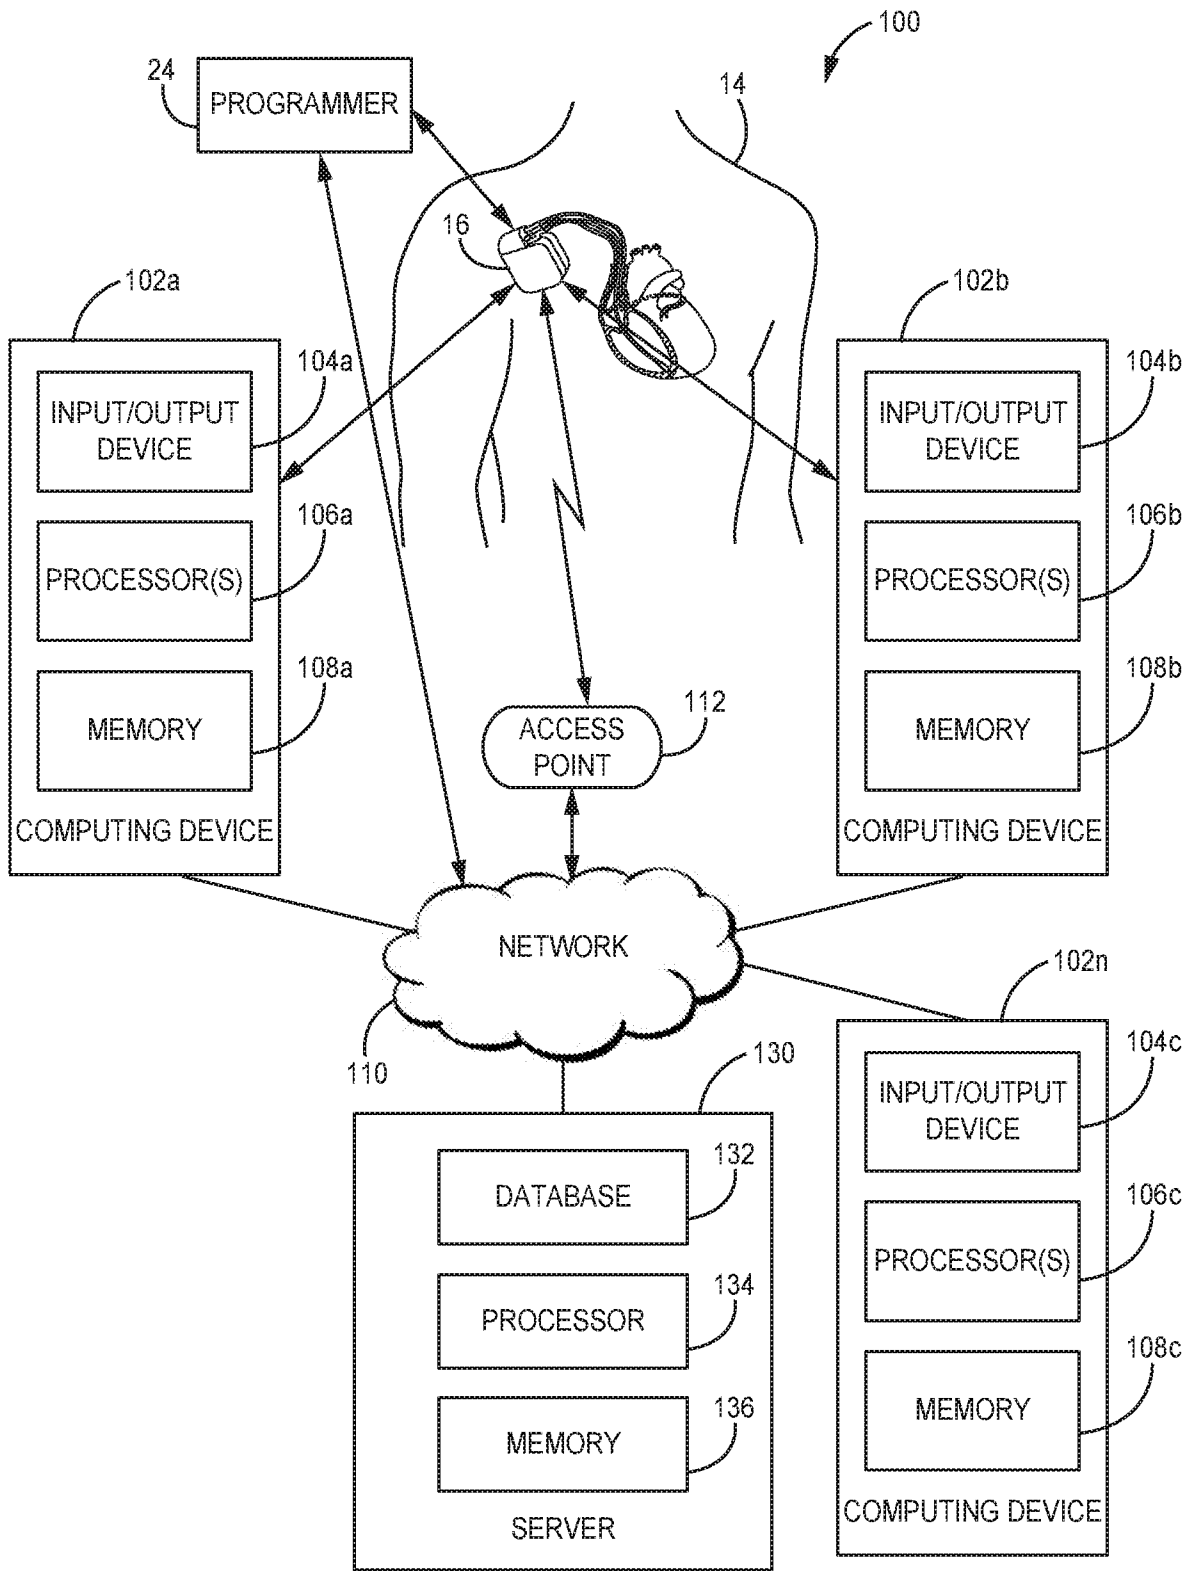 100
24
PROGRAMMER
14
16
102a
102b
104a
INPUT/OUTPUT
DEVICE
104b
INPUT/OUTPUT
DEVICE
106a
PROCESSOR(S)
106b
PROCESSOR(S)
108a
MEMORY
108b
MEMORY
112
ACCESS
POINT
COMPUTING DEVICE
COMPUTING DEVICE
NETWORK
110
102n
130
104c
INPUT/OUTPUT
DEVICE
132
DATABASE
106c
PROCESSOR(S)
134
PROCESSOR
108c
MEMORY
136
MEMORY
SERVER
COMPUTING DEVICE